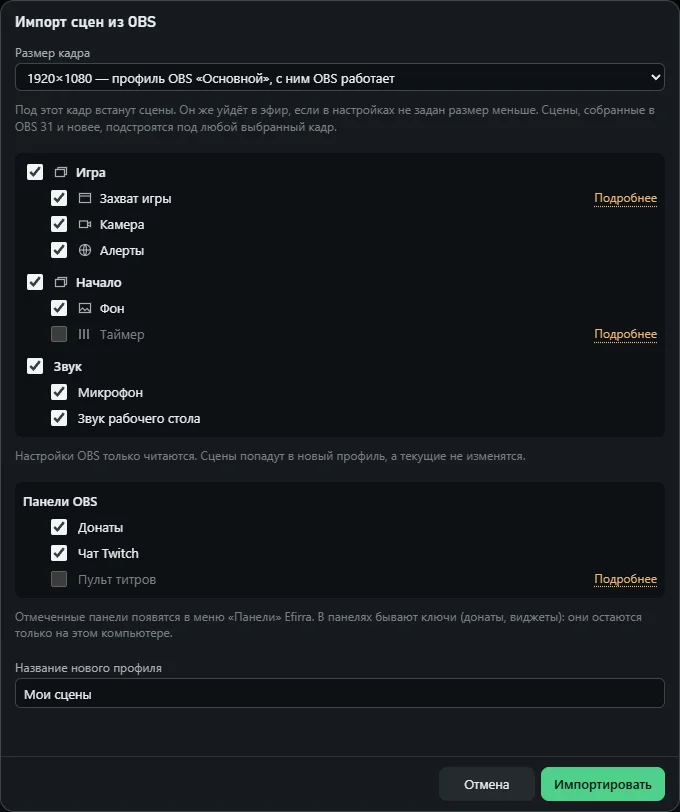 Импорт сцен из OBS
Размер кадра
1920×1080 — профиль OBS «Основной», с ним OBS работает
Под этот кадр встанут сцены. Он же уйдёт в эфир, если в настройках не задан размер меньше. Сцены, собранные в
OBS 31 и новее, подстроятся под любой выбранный кадр.
Игра
Захват игры Подробнее
Камера
Алерты
Начало
Фон
Таймер Подробнее
Звук
Микрофон
Звук рабочего стола
Настройки OBS только читаются. Сцены попадут в новый профиль, а текущие не изменятся.
Панели OBS
Донаты
Чат Twitch
Пульт титров Подробнее
Отмеченные панели появятся в меню «Панели» Efirra. В панелях бывают ключи (донаты, виджеты): они остаются
только на этом компьютере.
Название нового профиля
Мои сцены
Отмена Импортировать